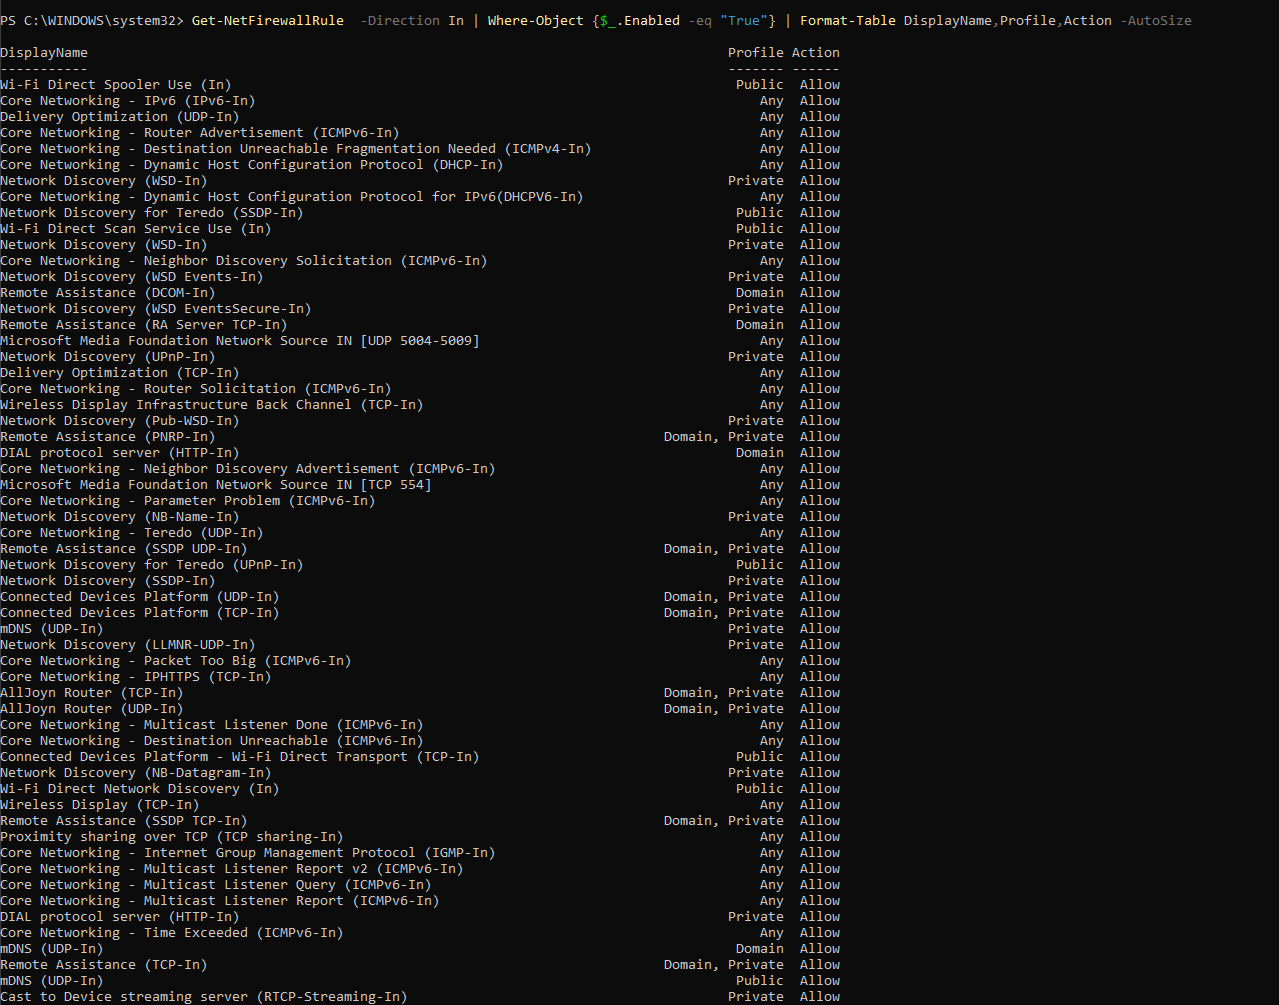 PS C:\WINDOWS\system32> Get-NetFirewallRule  -Direction In | Where-Object {$_.Enabled -eq "True"} | Format-Table DisplayName,Profile,Action -AutoSize
DisplayName Profile Action
----------- ------- ------
Wi-Fi Direct Spooler Use (In) Public Allow
Core Networking - IPv6 (IPv6-In) Any Allow
Delivery Optimization (UDP-In) Any Allow
Core Networking - Router Advertisement (ICMPv6-In) Any Allow
Core Networking - Destination Unreachable Fragmentation Needed (ICMPv4-In) Any Allow
Core Networking - Dynamic Host Configuration Protocol (DHCP-In) Any Allow
Network Discovery (WSD-In) Private Allow
Core Networking - Dynamic Host Configuration Protocol for IPv6(DHCPV6-In) Any Allow
Network Discovery for Teredo (SSDP-In) Public Allow
Wi-Fi Direct Scan Service Use (In) Public Allow
Network Discovery (WSD-In) Private Allow
Core Networking - Neighbor Discovery Solicitation (ICMPv6-In) Any Allow
Network Discovery (WSD Events-In) Private Allow
Remote Assistance (DCOM-In) Domain Allow
Network Discovery (WSD EventsSecure-In) Private Allow
Remote Assistance (RA Server TCP-In) Domain Allow
Microsoft Media Foundation Network Source IN [UDP 5004-5009] Any Allow
Network Discovery (UPnP-In) Private Allow
Delivery Optimization (TCP-In) Any Allow
Core Networking - Router Solicitation (ICMPv6-In) Any Allow
Wireless Display Infrastructure Back Channel (TCP-In) Any Allow
Network Discovery (Pub-WSD-In) Private Allow
Remote Assistance (PNRP-In) Domain, Private Allow
DIAL protocol server (HTTP-In) Domain Allow
Core Networking - Neighbor Discovery Advertisement (ICMPv6-In) Any Allow
Microsoft Media Foundation Network Source IN [TCP 554] Any Allow
Core Networking - Parameter Problem (ICMPv6-In) Any Allow
Network Discovery (NB-Name-In) Private Allow
Core Networking - Teredo (UDP-In) Any Allow
Remote Assistance (SSDP UDP-In) Domain, Private Allow
Network Discovery for Teredo (UPnP-In) Public Allow
Network Discovery (SSDP-In) Private Allow
Connected Devices Platform (UDP-In) Domain, Private Allow
Connected Devices Platform (TCP-In) Domain, Private Allow
mDNS (UDP-In) Private Allow
Network Discovery (LLMNR-UDP-In) Private Allow
Core Networking - Packet Too Big (ICMPv6-In) Any Allow
Core Networking - IPHTTPS (TCP-In) Any Allow
AllJoyn Router (TCP-In) Domain, Private Allow
AllJoyn Router (UDP-In) Domain, Private Allow
Core Networking - Multicast Listener Done (ICMPv6-In) Any Allow
Core Networking - Destination Unreachable (ICMPv6-In) Any Allow
Connected Devices Platform - Wi-Fi Direct Transport (TCP-In) Public Allow
Network Discovery (NB-Datagram-In) Private Allow
Wi-Fi Direct Network Discovery (In) Public Allow
Wireless Display (TCP-In) Any Allow
Remote Assistance (SSDP TCP-In) Domain, Private Allow
Proximity sharing over TCP (TCP sharing-In) Any Allow
Core Networking - Internet Group Management Protocol (IGMP-In) Any Allow
Core Networking - Multicast Listener Report v2 (ICMPv6-In) Any Allow
Core Networking - Multicast Listener Query (ICMPv6-In) Any Allow
Core Networking - Multicast Listener Report (ICMPv6-In) Any Allow
DIAL protocol server (HTTP-In) Private Allow
Core Networking - Time Exceeded (ICMPv6-In) Any Allow
mDNS (UDP-In) Domain Allow
Remote Assistance (TCP-In) Domain, Private Allow
mDNS (UDP-In) Public Allow
Cast to Device streaming server (RTCP-Streaming-In) Private Allow